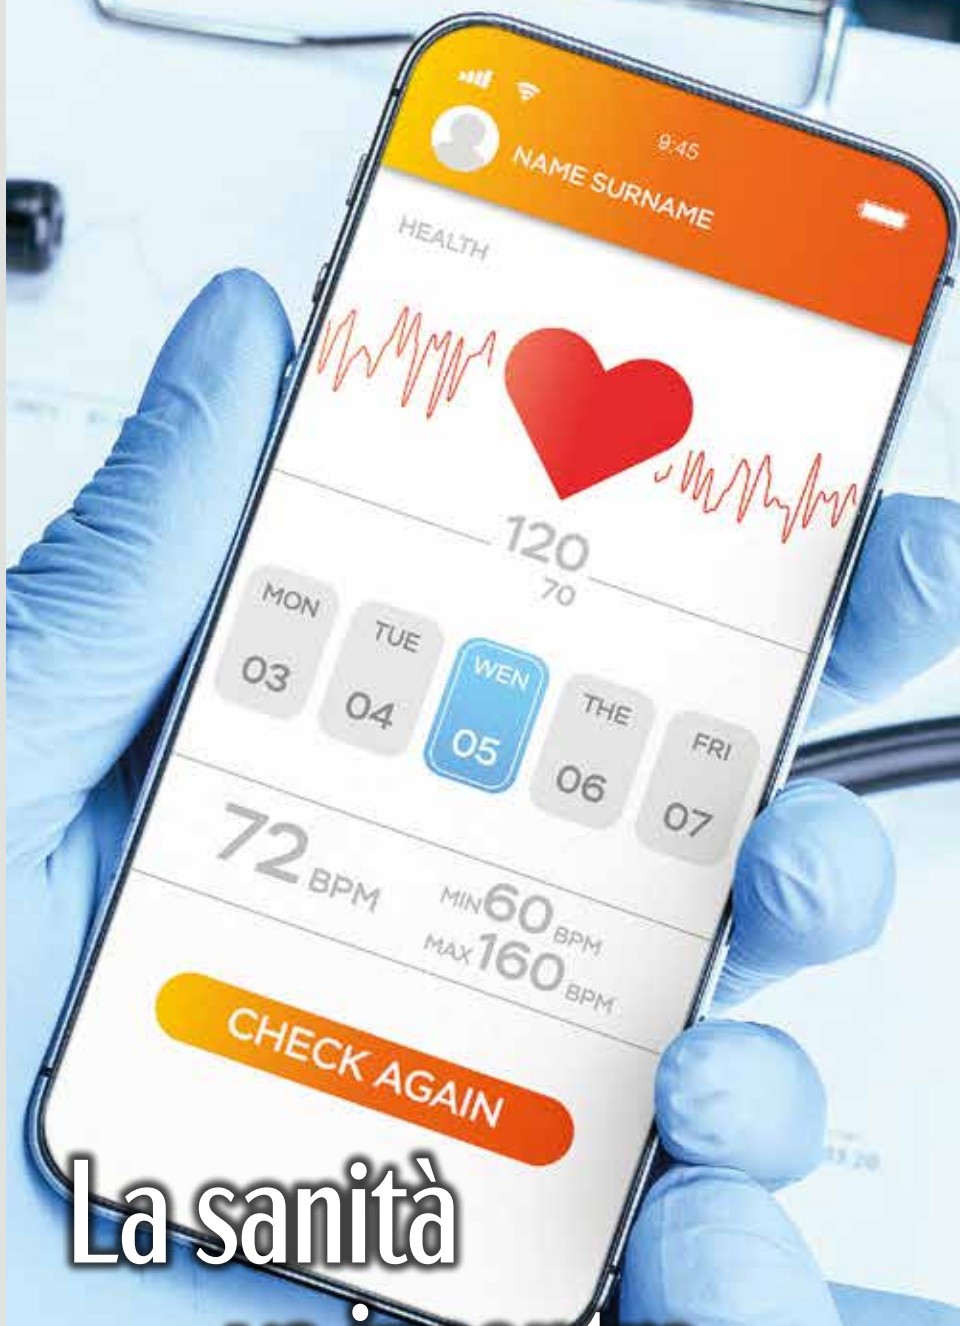 9:45
NAME SURNAME
HEALTH
120
70
MON
03
TUE
04
WEN
05
THE
06
FRI
07
72 BPM
MIN 60 BPM
MAX 160 BPM
CHECK AGAIN
La sanità